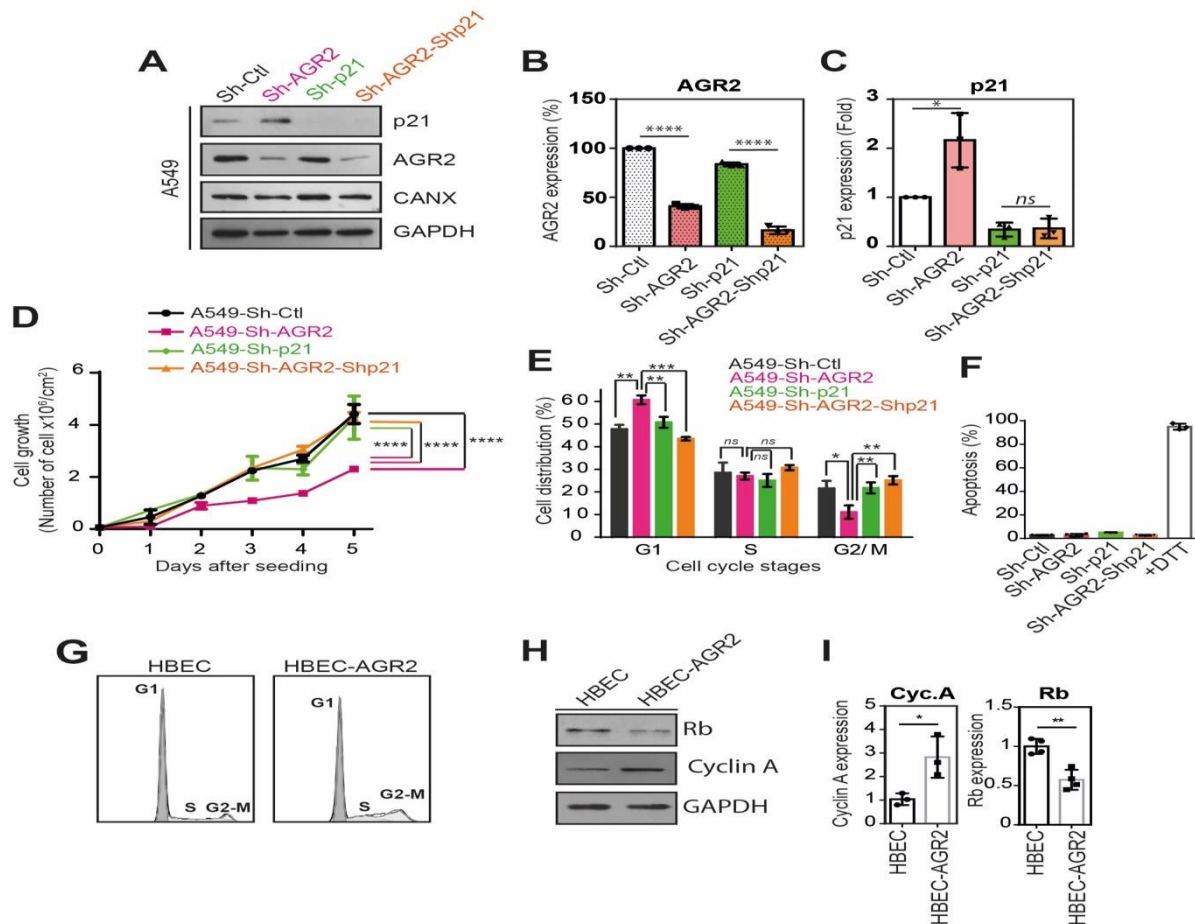 A
Sh-Ctl
Sh-AGR2
Sh-p21
Sh-AGR2-Shp21
A549
p21
AGR2
CANX
GAPDH
B
AGR2
AGR2 expression (%)
150
100
50
0
****
****
Sh-Ctl
Sh-AGR2
Sh-p21
Sh-AGR2-Shp21
C
p21
p21 expression (Fold)
3
2
1
0
*
ns
Sh-Ctl
Sh-AGR2
Sh-p21
Sh-AGR2-Shp21
D
A549-Sh-Ctl
A549-Sh-AGR2
A549-Sh-p21
A549-Sh-AGR2-Shp21
Cell growth
(Number of cell x10⁶/cm²)
6
4
2
0
****
****
****
0 1 2 3 4 5
Days after seeding
E
A549-Sh-Ctl
A549-Sh-AGR2
A549-Sh-p21
A549-Sh-AGR2-Shp21
Cell distribution (%)
60
50
40
30
20
10
0
** *** **
ns ns ns
* ** **
G1 S G2/ M
Cell cycle stages
F
Apoptosis (%)
100
80
60
40
20
0
Sh-Ctl
Sh-AGR2
Sh-p21
Sh-AGR2-Shp21
+DTT
G
HBEC
G1
S G2-M
HBEC-AGR2
G1
S G2-M
H
HBEC
HBEC-AGR2
Rb
Cyclin A
GAPDH
I
Cyc.A
Cyclin A expression
5
4
3
2
1
0
*
HBEC
HBEC-AGR2
Rb
Rb expression
1.5
1
0.5
0
**
HBEC
HBEC-AGR2